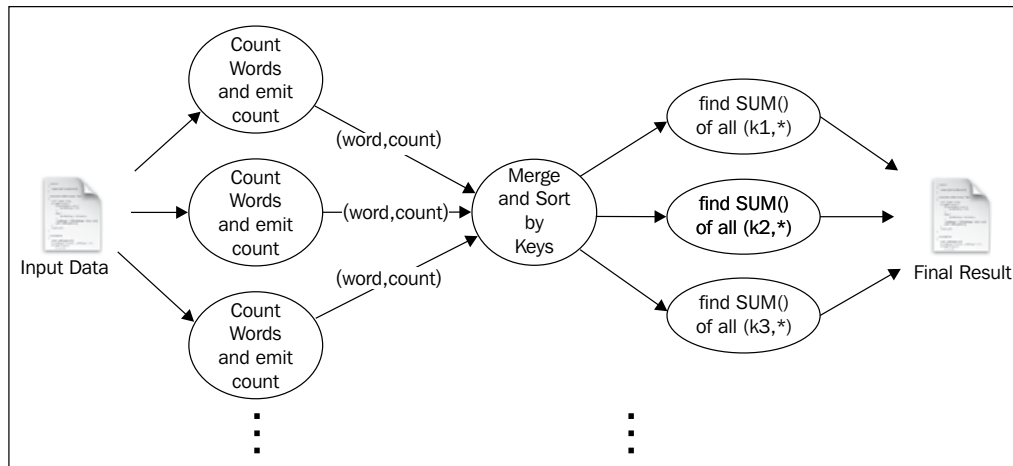 Count
Words
and emit
count
(word,count)
Count
Words
and emit
count
(word,count)
Count
Words
and emit
count
(word,count)
Input Data
Merge
and Sort
by
Keys
find SUM()
of all (k1,*)
find SUM()
of all (k2,*)
find SUM()
of all (k3,*)
Final Result